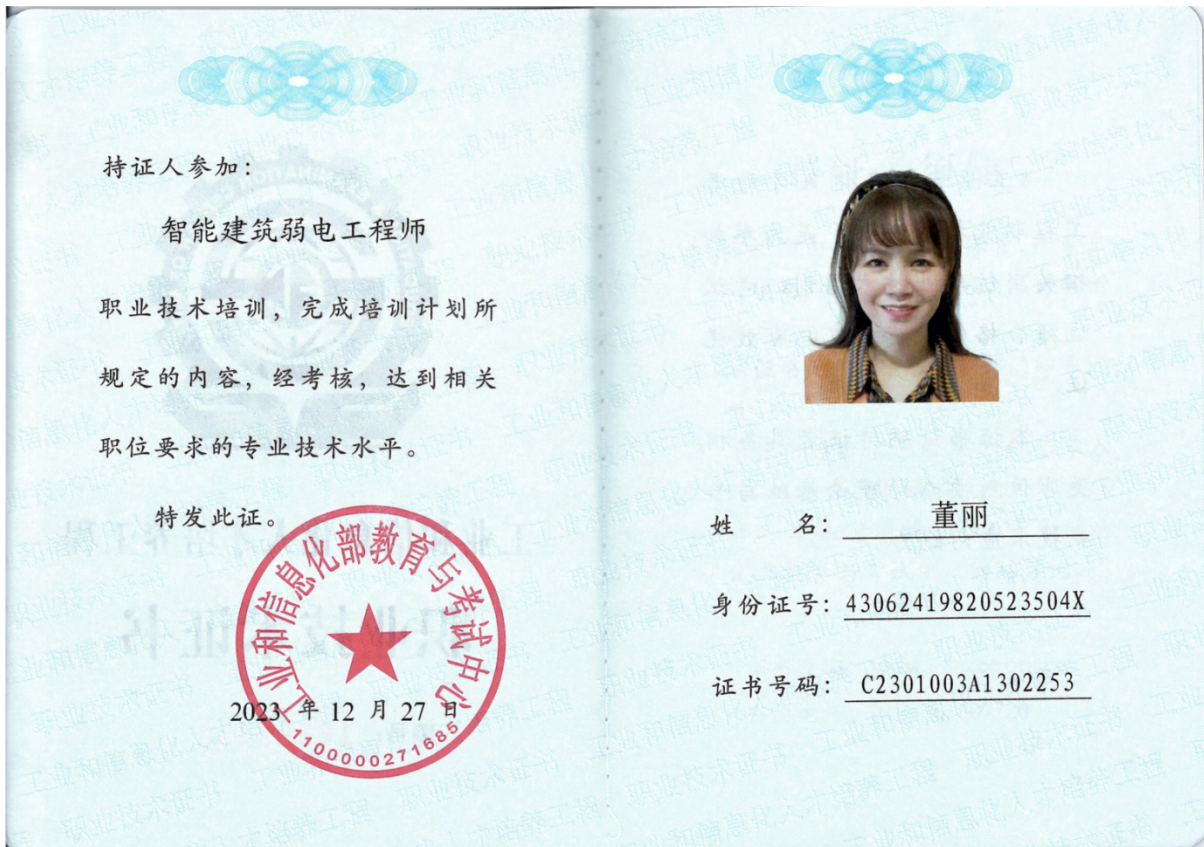 持证人参加：
智能建筑弱电工程师
职业技术培训，完成培训计划所
规定的内容，经考核，达到相关
职位要求的专业技术水平。
特发此证。
工业和信息化部教育与考试中心
2023 年 12 月 27 日
1100000271685
姓 名： 董丽
身份证号：43062419820523504X
证书号码：C2301003A1302253